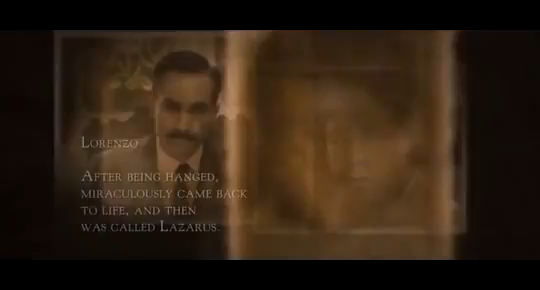 Lorenzo
After being hanged,
miraculously came back
to life, and then
was called Lazarus.